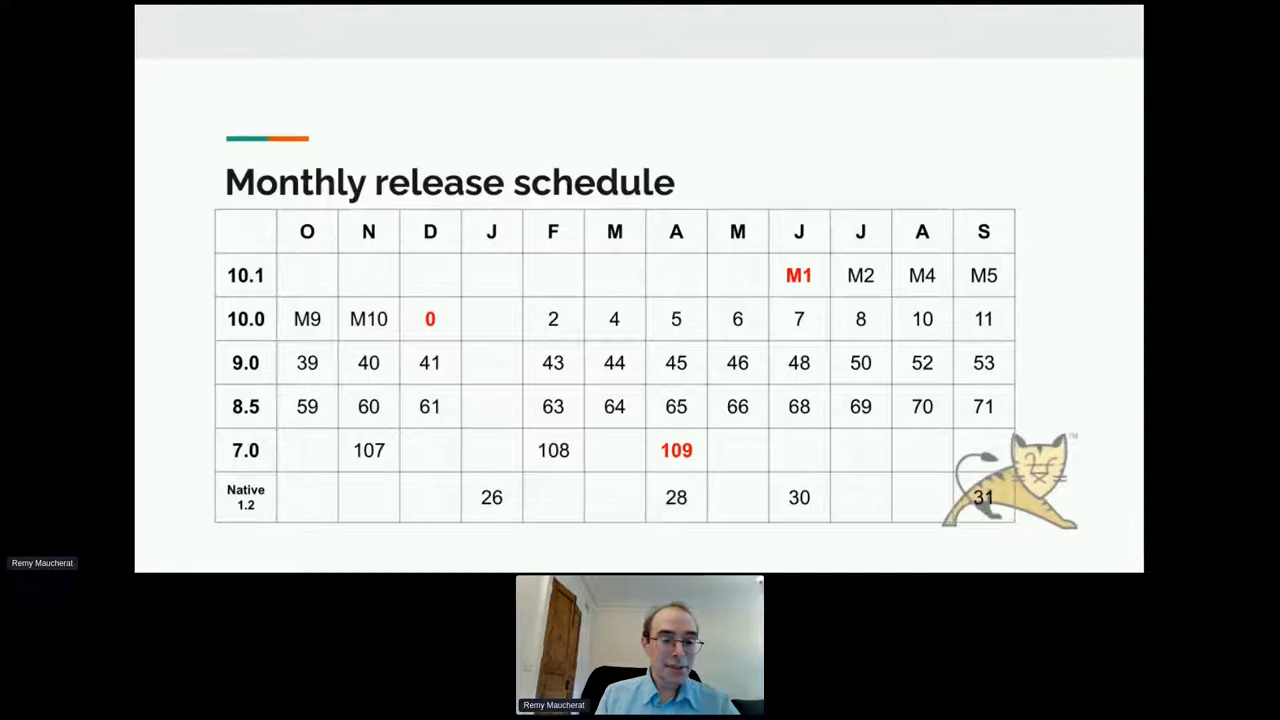 Monthly release schedule
O N D J F M A M J J A S
10.1 M1 M2 M4 M5
10.0 M9 M10 0 2 4 5 6 7 8 10 11
9.0 39 40 41 43 44 45 46 48 50 52 53
8.5 59 60 61 63 64 65 66 68 69 70 71
7.0 107 108 109
TM
Native
1.2 26 28 30 31
Remy Maucherat
Remy Maucherat